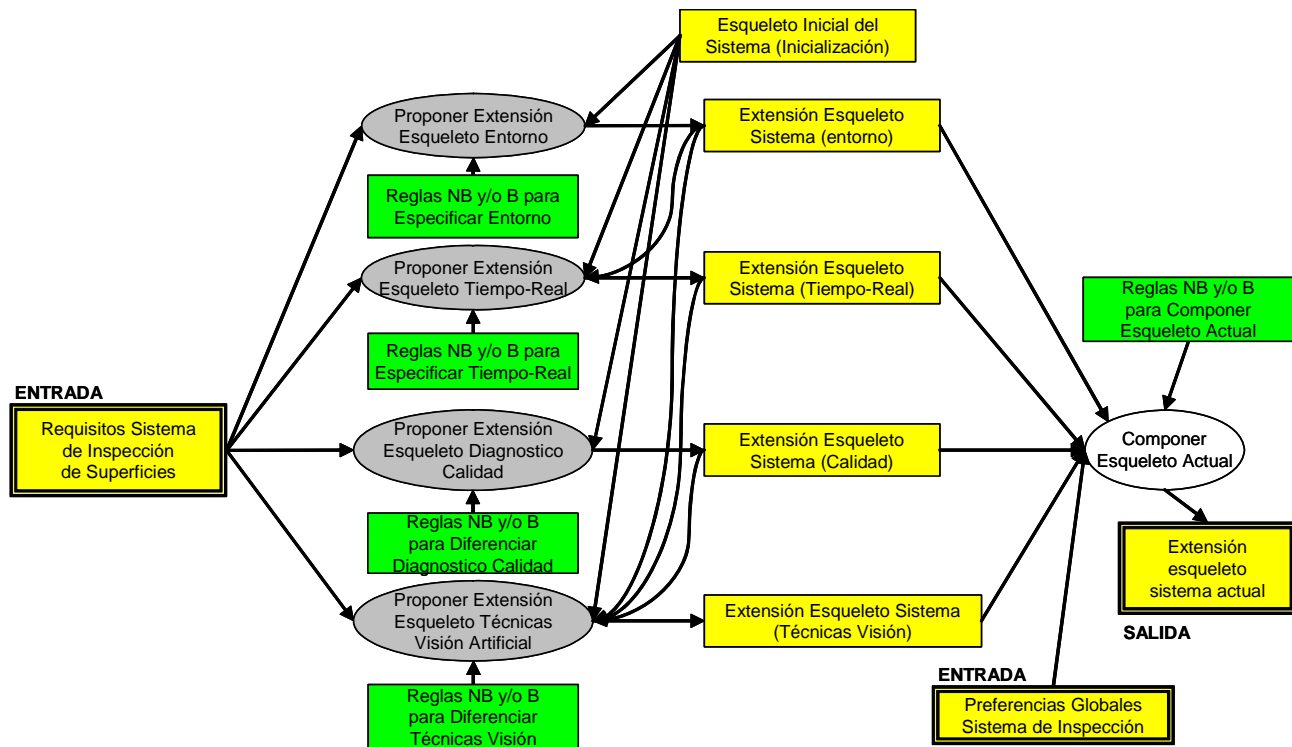 Esqueleto Inicial del
Sistema (Inicialización)
Proponer Extensión
Esqueleto Entorno
Extensión Esqueleto
Sistema (entorno)
Reglas NB y/o B para
Especificar Entorno
Proponer Extensión
Esqueleto Tiempo-Real
Extensión Esqueleto
Sistema (Tiempo-Real)
Reglas NB y/o B
para Componer
Esqueleto Actual
Reglas NB y/o B para
Especificar Tiempo-Real
ENTRADA
Requisitos Sistema
de Inspección
de Superficies
Proponer Extensión
Esqueleto Diagnostico
Calidad
Extensión Esqueleto
Sistema (Calidad)
Componer
Esqueleto Actual
Reglas NB y/o B
para Diferenciar
Diagnostico Calidad
Extensión
esqueleto
sistema actual
SALIDA
Proponer Extensión
Esqueleto Técnicas
Visión Artificial
Extensión Esqueleto Sistema
(Técnicas Visión)
ENTRADA
Preferencias Globales
Sistema de Inspección
Reglas NB y/o B
para Diferenciar
Técnicas Visión